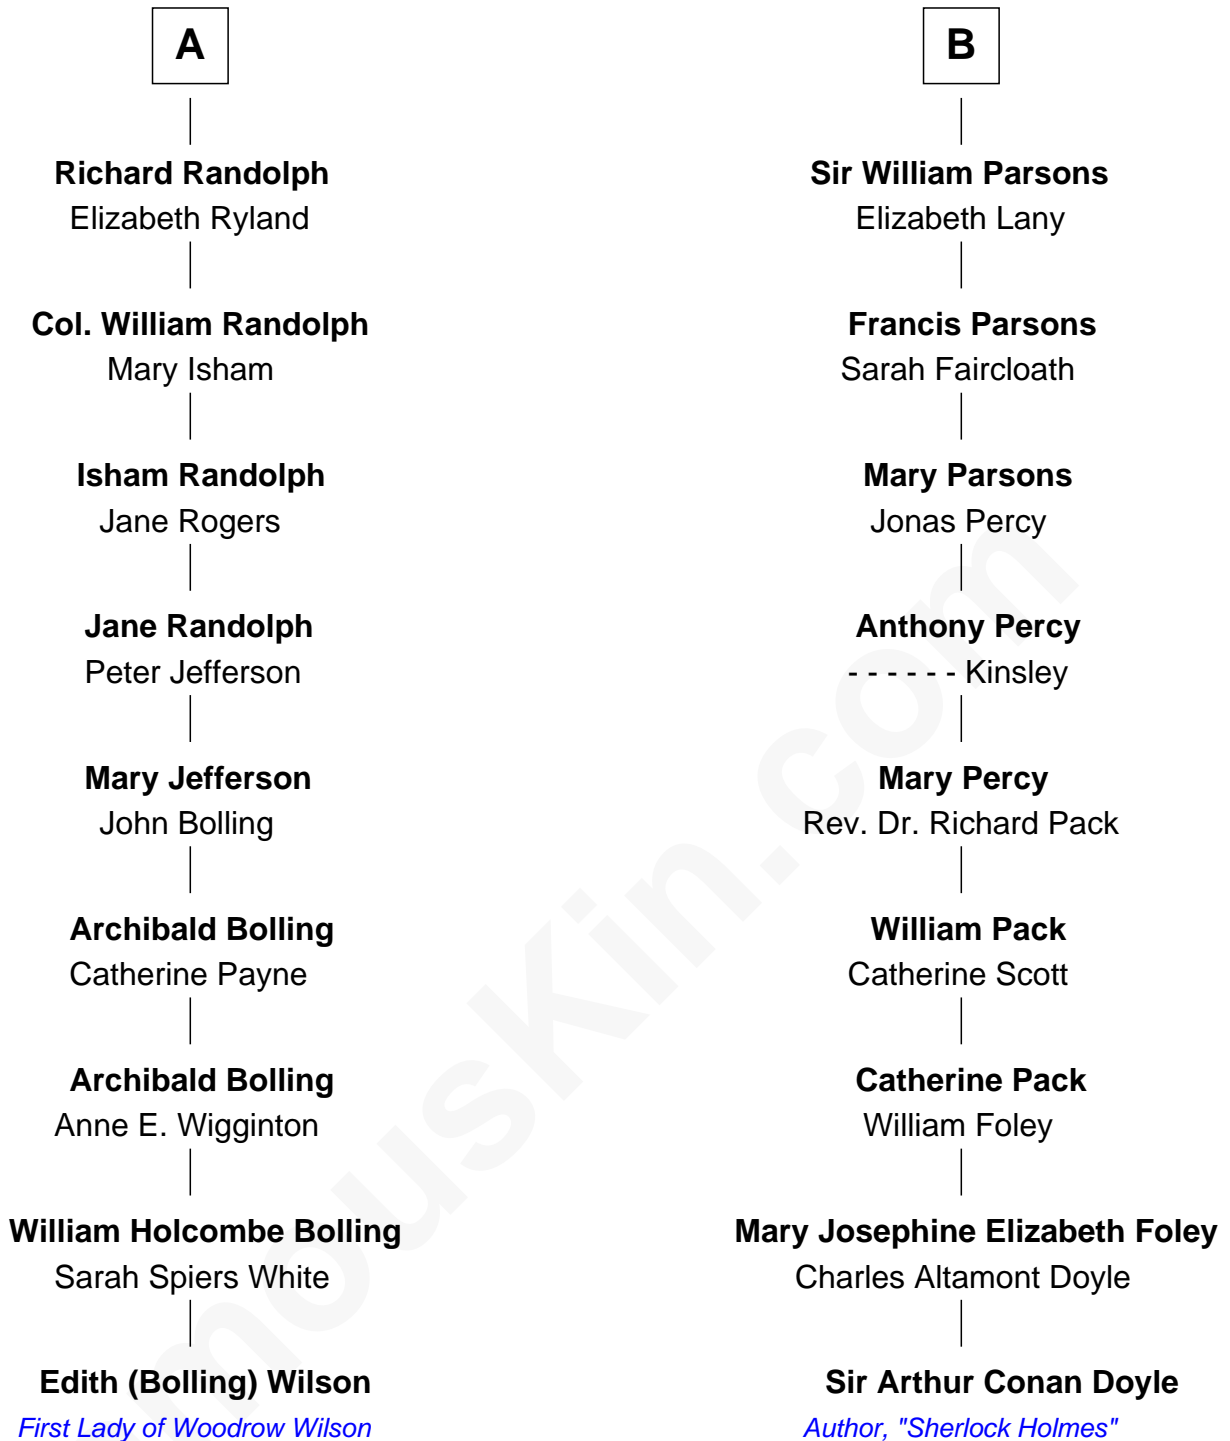 A
Richard Randolph
Elizabeth Ryland
Col. William Randolph
Mary Isham
Isham Randolph
Jane Rogers
Jane Randolph
Peter Jefferson
Mary Jefferson
John Bolling
Archibald Bolling
Catherine Payne
Archibald Bolling
Anne E. Wigginton
William Holcombe Bolling
Sarah Spiers White
Edith (Bolling) Wilson
First Lady of Woodrow Wilson
B
Sir William Parsons
Elizabeth Lany
Francis Parsons
Sarah Faircloath
Mary Parsons
Jonas Percy
Anthony Percy
- - - - - - Kinsley
Mary Percy
Rev. Dr. Richard Pack
William Pack
Catherine Scott
Catherine Pack
William Foley
Mary Josephine Elizabeth Foley
Charles Altamont Doyle
Sir Arthur Conan Doyle
Author, "Sherlock Holmes"
mousKin.com